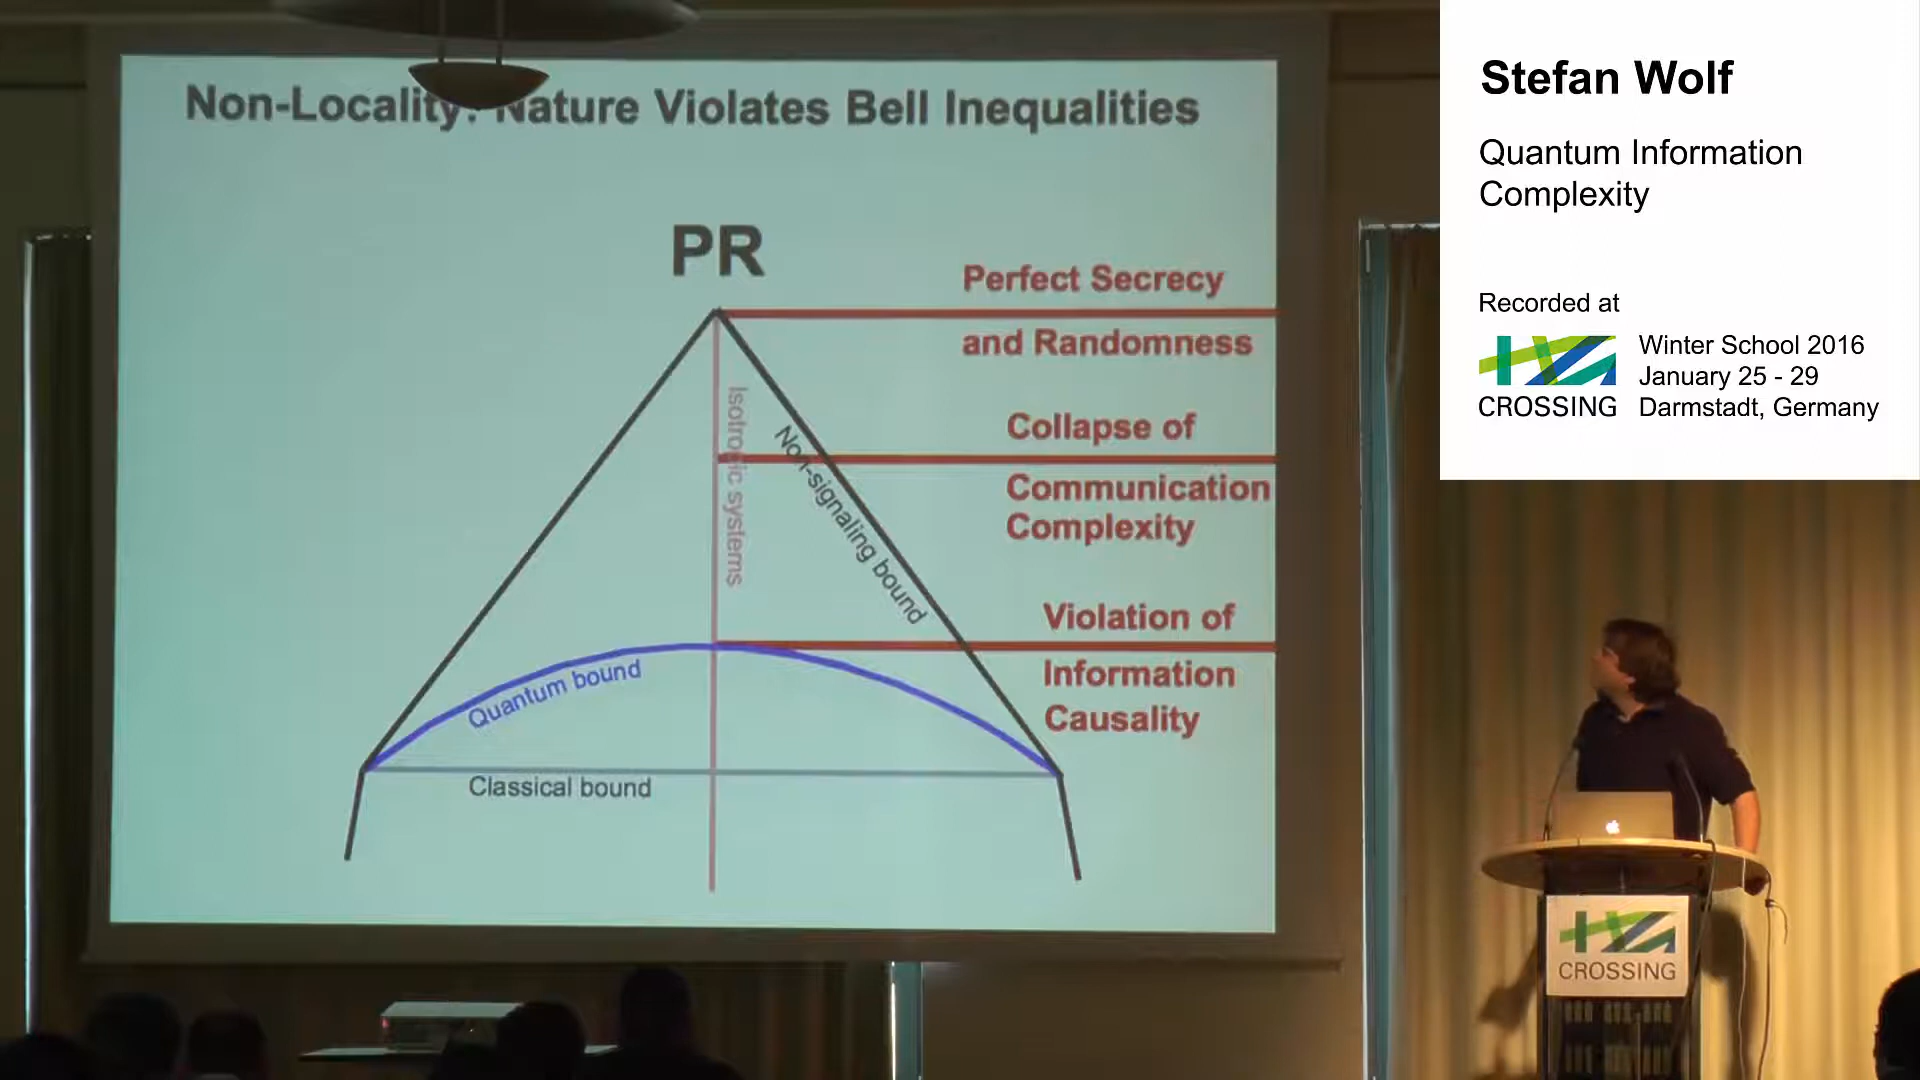 Non-Locality: Nature Violates Bell Inequalities
PR
Perfect Secrecy
and Randomness
Isotropic systems
Non-signaling bound
Collapse of
Communication
Complexity
Violation of
Information
Causality
Quantum bound
Classical bound
Stefan Wolf
Quantum Information
Complexity
Recorded at
CROSSING
Winter School 2016
January 25 - 29
Darmstadt, Germany
CROSSING